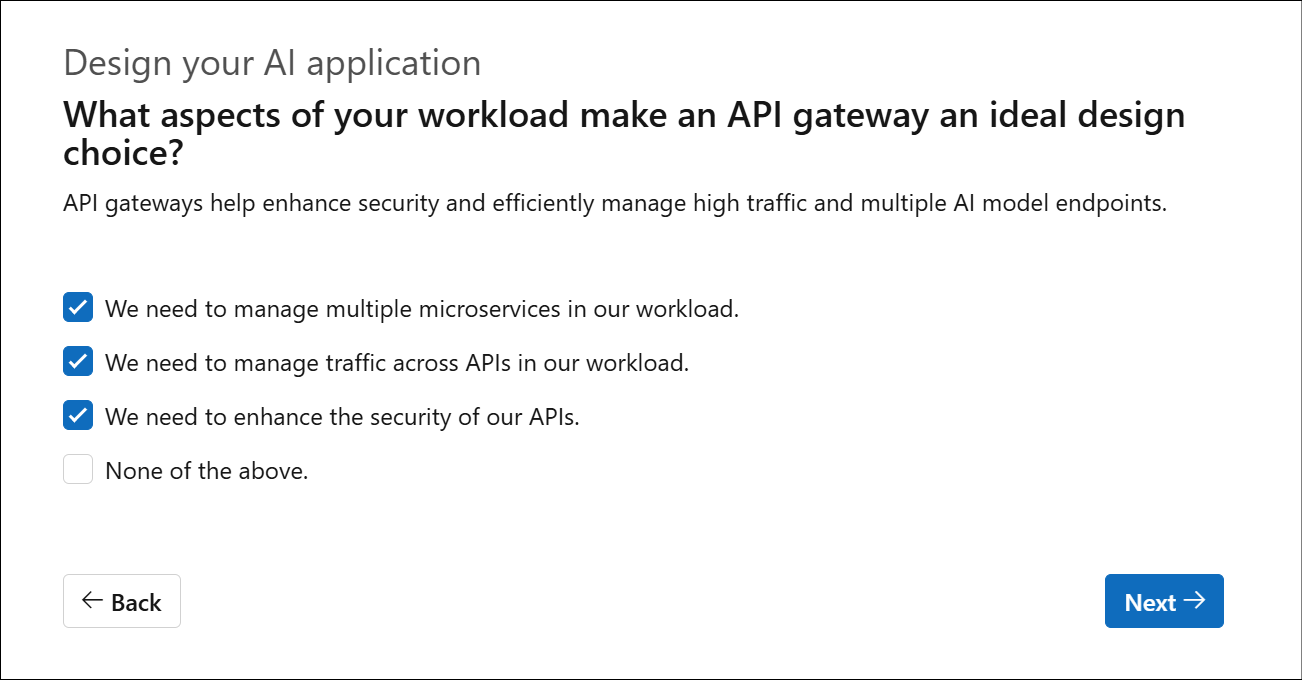 Design your AI application
What aspects of your workload make an API gateway an ideal design
choice?
API gateways help enhance security and efficiently manage high traffic and multiple AI model endpoints.
We need to manage multiple microservices in our workload.
We need to manage traffic across APIs in our workload.
We need to enhance the security of our APIs.
None of the above.
Back
Next